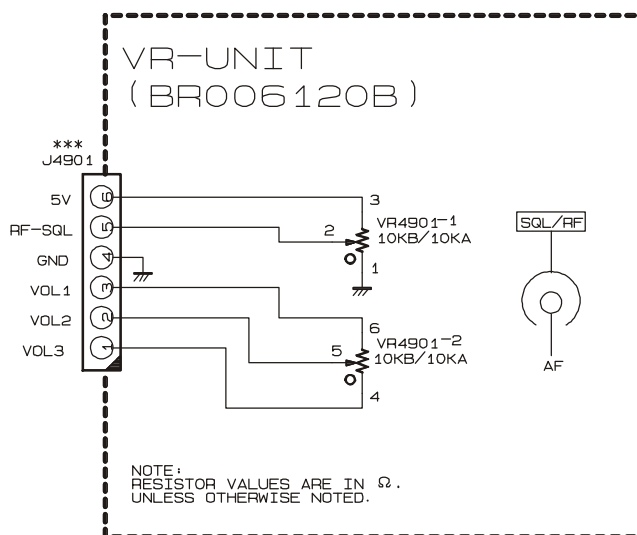 VR-UNIT
(BR006120B)
***
J4901
5V
6
RF-SQL
5
GND
4
VOL1
3
VOL2
2
VOL3
1
3
2
VR4901-1
10KB/10KA
1
6
5
VR4901-2
10KB/10KA
4
SQL/RF
AF
NOTE:
RESISTOR VALUES ARE IN Ω.
UNLESS OTHERWISE NOTED.